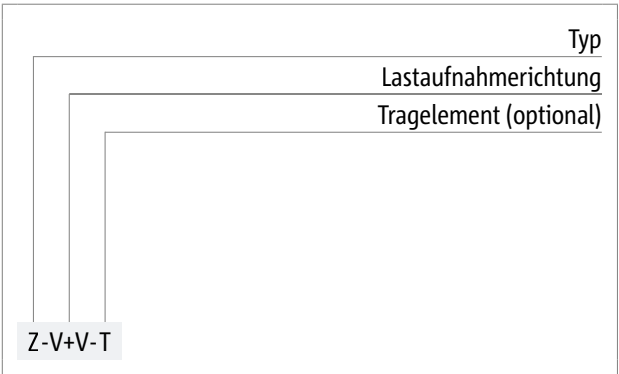 Typ
Lastaufnahmerichtung
Tragelement (optional)
Z-V+V-T